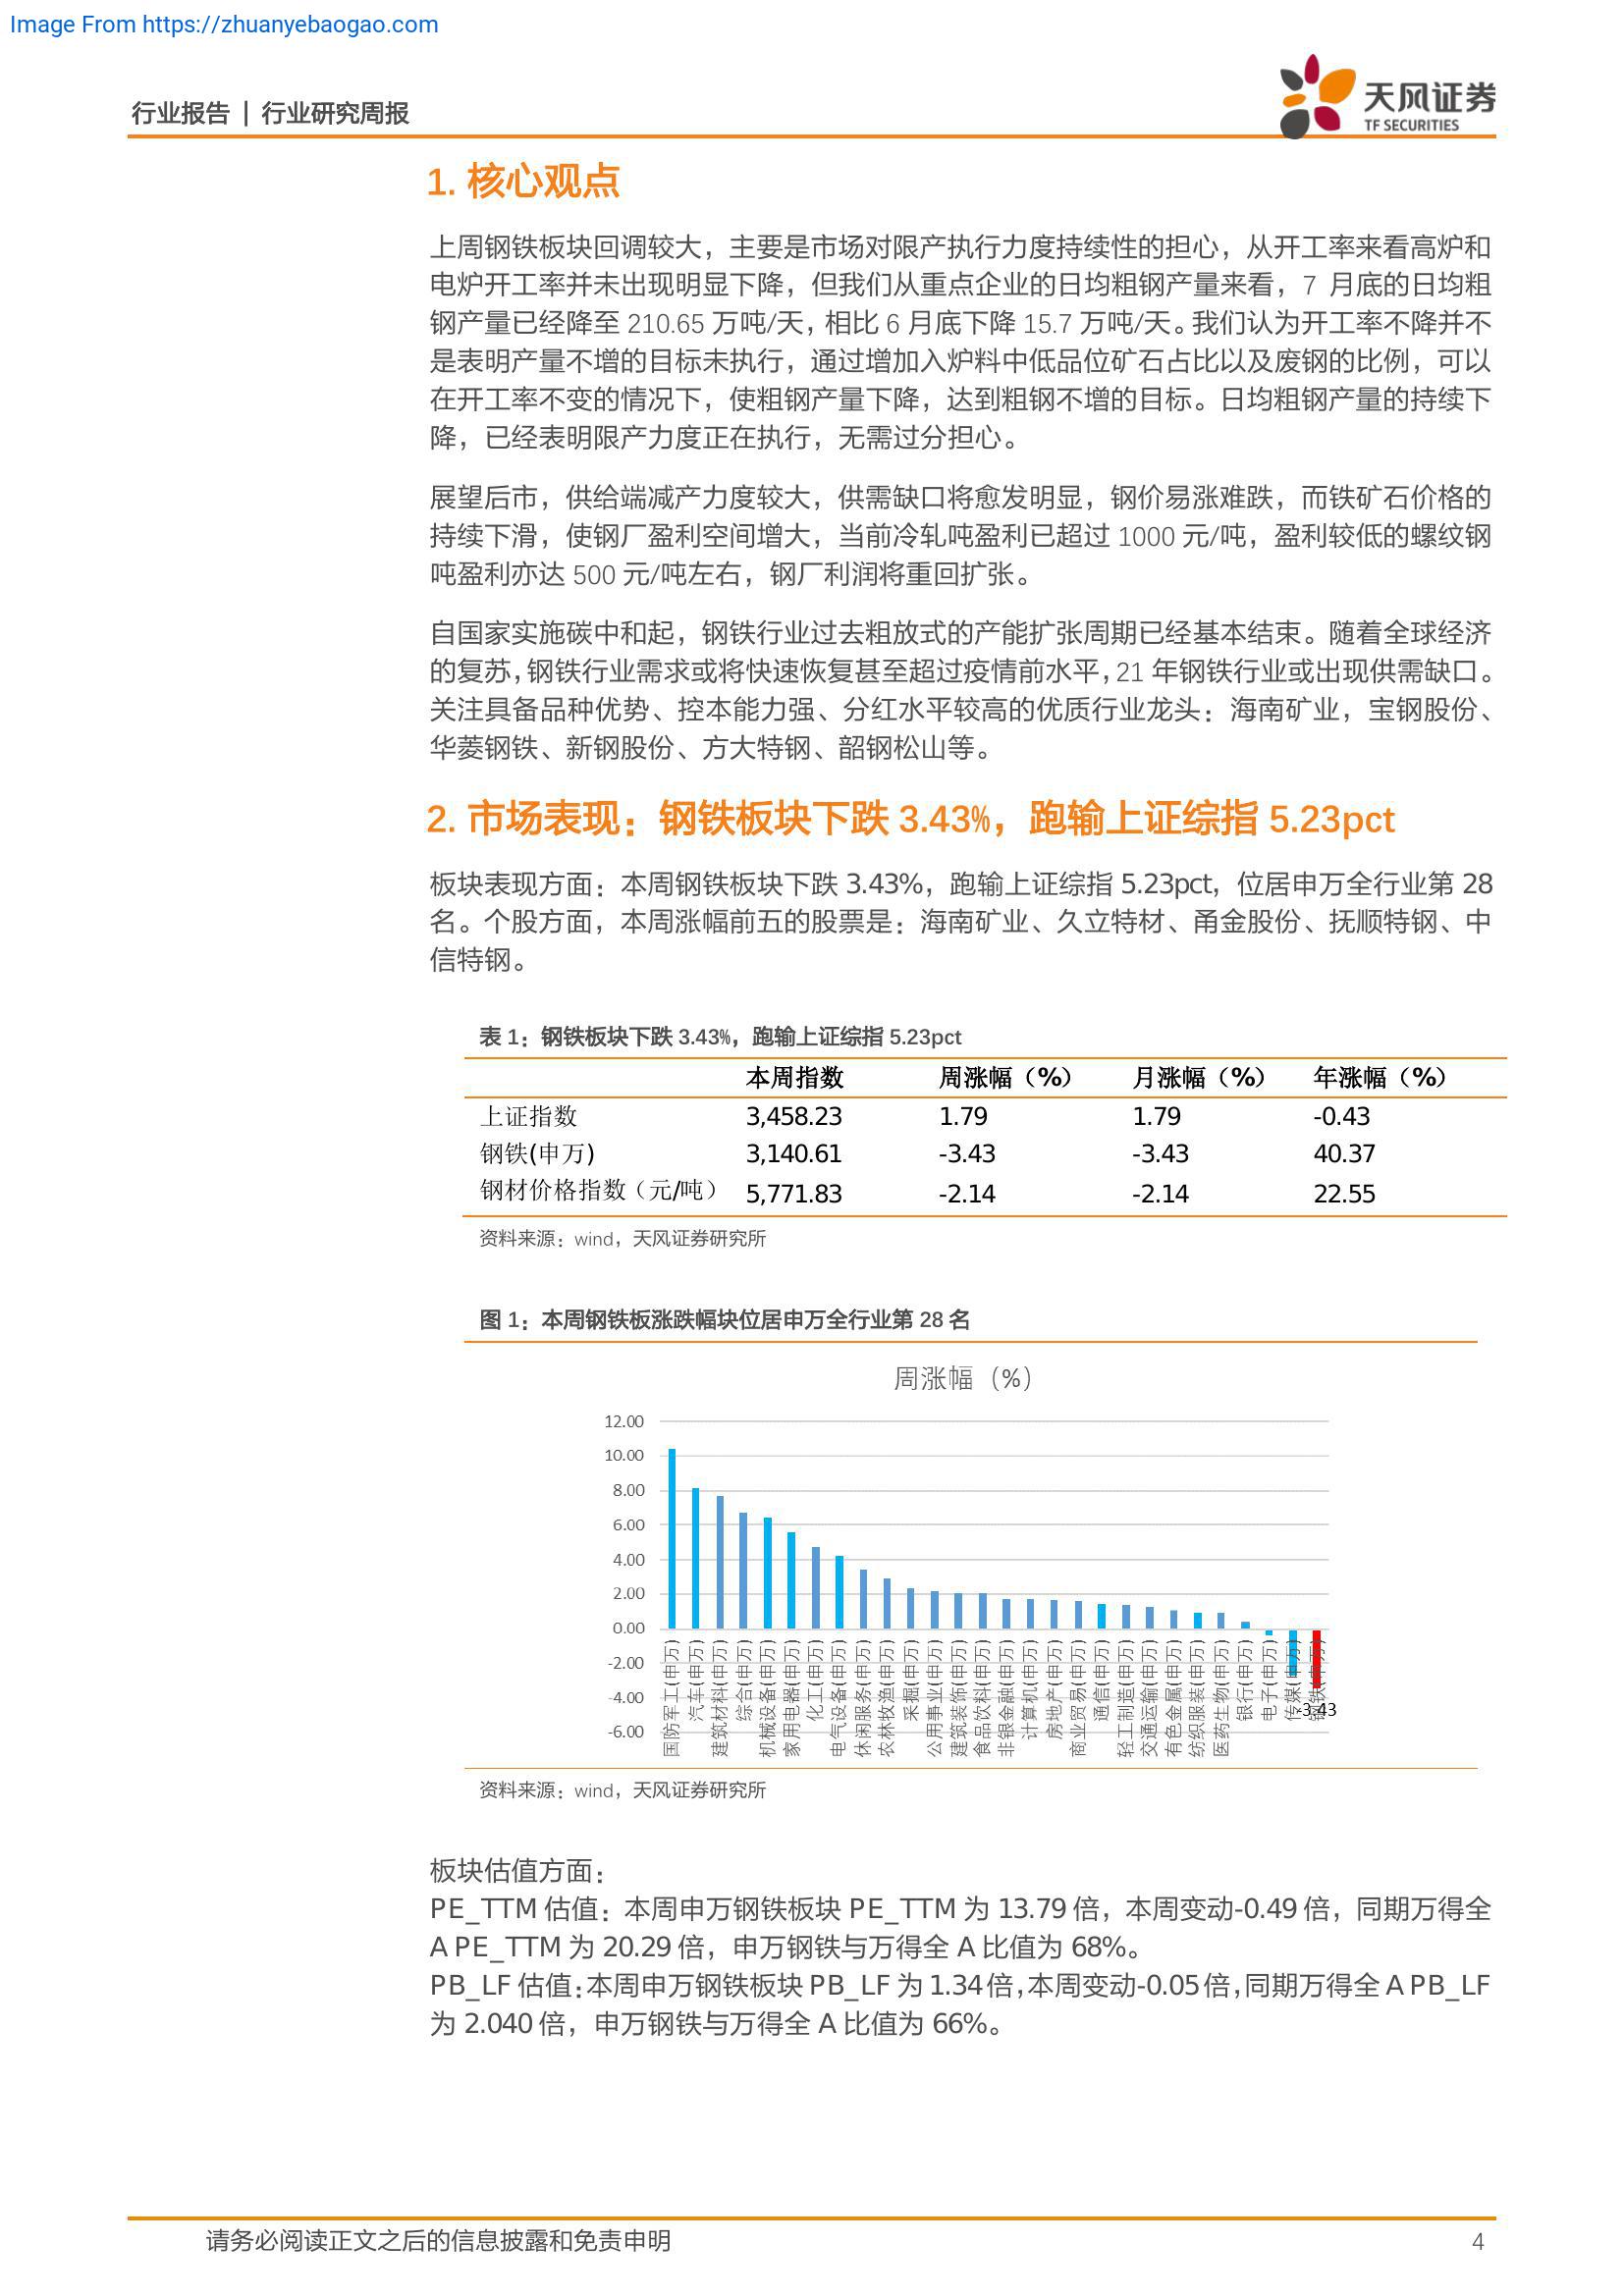 Image From https://zhuanyebaogao.com
行业报告 | 行业研究周报
天风证券
TF SECURITIES
1. 核心观点
上周钢铁板块回调较大，主要是市场对限产执行力度持续性的担心，从开工率来看高炉和
电炉开工率并未出现明显下降，但我们从重点企业的日均粗钢产量来看，7 月底的日均粗
钢产量已经降至 210.65 万吨/天，相比 6 月底下降 15.7 万吨/天。我们认为开工率不降并不
是表明产量不增的目标未执行，通过增加入炉料中低品位矿石占比以及废钢的比例，可以
在开工率不变的情况下，使粗钢产量下降，达到粗钢不增的目标。日均粗钢产量的持续下
降，已经表明限产力度正在执行，无需过分担心。
展望后市，供给端减产力度较大，供需缺口将愈发明显，钢价易涨难跌，而铁矿石价格的
持续下滑，使钢厂盈利空间增大，当前冷轧吨盈利已超过 1000 元/吨，盈利较低的螺纹钢
吨盈利亦达 500 元/吨左右，钢厂利润将重回扩张。
自国家实施碳中和起，钢铁行业过去粗放式的产能扩张周期已经基本结束。随着全球经济
的复苏，钢铁行业需求或将快速恢复甚至超过疫情前水平，21 年钢铁行业或出现供需缺口。
关注具备品种优势、控本能力强、分红水平较高的优质行业龙头：海南矿业，宝钢股份、
华菱钢铁、新钢股份、方大特钢、韶钢松山等。
2. 市场表现：钢铁板块下跌 3.43%，跑输上证综指 5.23pct
板块表现方面：本周钢铁板块下跌 3.43%，跑输上证综指 5.23pct，位居申万全行业第 28
名。个股方面，本周涨幅前五的股票是：海南矿业、久立特材、甬金股份、抚顺特钢、中
信特钢。
表 1：钢铁板块下跌 3.43%，跑输上证综指 5.23pct
本周指数 周涨幅（%） 月涨幅（%） 年涨幅（%）
上证指数 3,458.23 1.79 1.79 -0.43
钢铁(申万) 3,140.61 -3.43 -3.43 40.37
钢材价格指数（元/吨） 5,771.83 -2.14 -2.14 22.55
资料来源：wind，天风证券研究所
图 1：本周钢铁板涨跌幅块位居申万全行业第 28 名
周涨幅（%）
12.00
10.00
8.00
6.00
4.00
2.00
0.00
-2.00
-4.00
-6.00
国防军工(申万)
汽车(申万)
建筑材料(申万)
综合(申万)
机械设备(申万)
家用电器(申万)
化工(申万)
电气设备(申万)
休闲服务(申万)
农林牧渔(申万)
采掘(申万)
公用事业(申万)
建筑装饰(申万)
食品饮料(申万)
非银金融(申万)
计算机(申万)
房地产(申万)
商业贸易(申万)
通信(申万)
轻工制造(申万)
交通运输(申万)
有色金属(申万)
纺织服装(申万)
医药生物(申万)
银行(申万)
电子(申万)
传媒(申万)
钢铁(申万)
-3.43
资料来源：wind，天风证券研究所
板块估值方面：
PE_TTM 估值：本周申万钢铁板块 PE_TTM 为 13.79 倍，本周变动-0.49 倍，同期万得全
A PE_TTM 为 20.29 倍，申万钢铁与万得全 A 比值为 68%。
PB_LF 估值：本周申万钢铁板块 PB_LF 为 1.34 倍，本周变动-0.05 倍，同期万得全 A PB_LF
为 2.040 倍，申万钢铁与万得全 A 比值为 66%。
请务必阅读正文之后的信息披露和免责申明
4